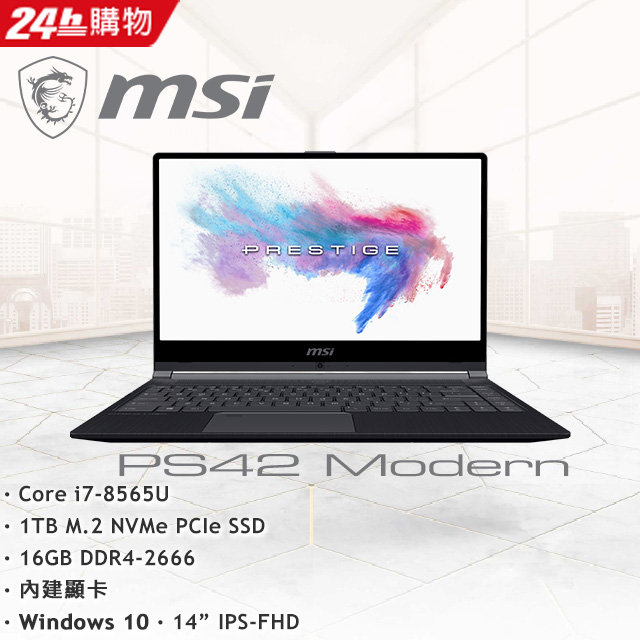 24h購物
msi
PRESTIGE
msi
PS42 Modern
・Core i7-8565U
・1TB M.2 NVMe PCIe SSD
・16GB DDR4-2666
・內建顯卡
・Windows 10・14” IPS-FHD